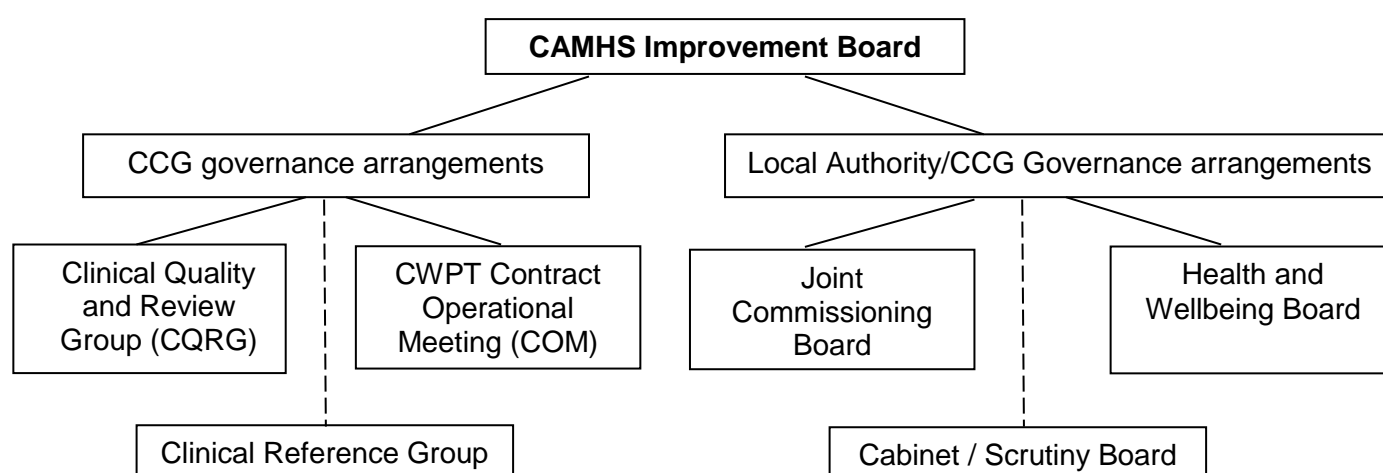 CAMHS Improvement Board
CCG governance arrangements
Local Authority/CCG Governance arrangements
Clinical Quality
and Review
Group (CQRG)
CWPT Contract
Operational
Meeting (COM)
Joint
Commissioning
Board
Health and
Wellbeing Board
Clinical Reference Group
Cabinet / Scrutiny Board